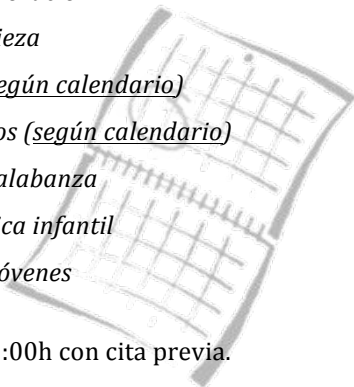 ieza
egún calendario)
os (según calendario)
alabanza
ica infantil
óvenes
:00h con cita previa.